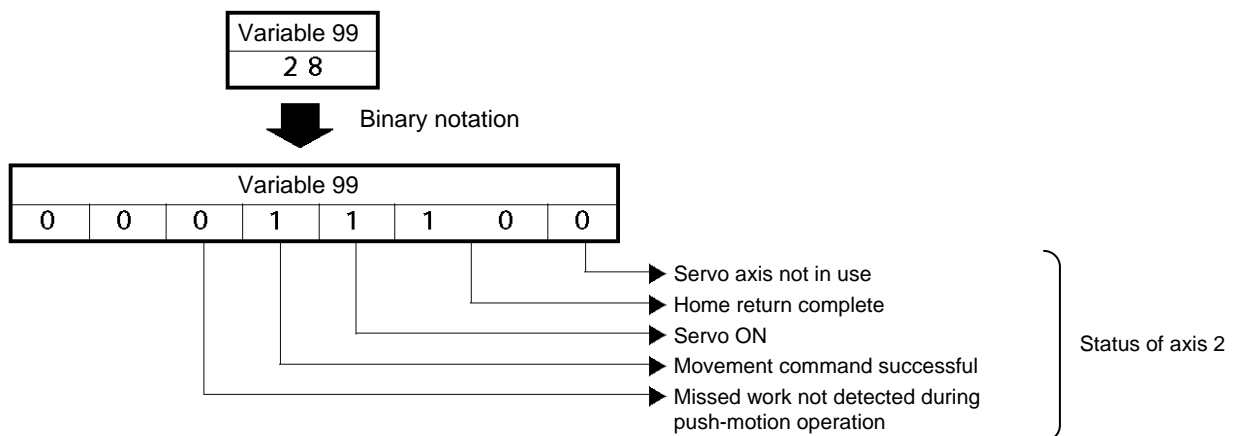 Variable 99
2 8
Binary notation
Variable 99
0 0 0 1 1 1 0 0
Servo axis not in use
Home return complete
Servo ON
Movement command successful
Missed work not detected during
push-motion operation
Status of axis 2